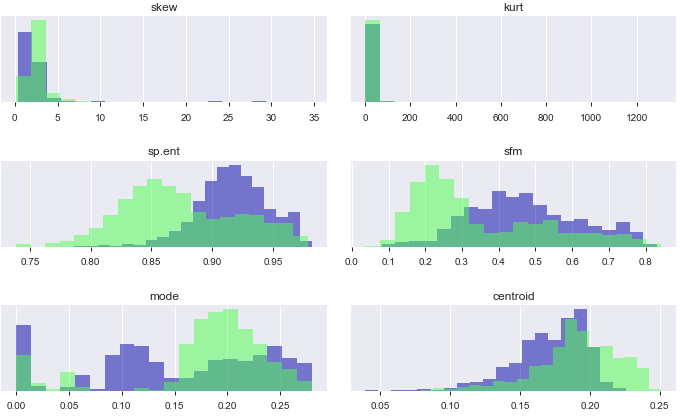 skew kurt
0 5 10 15 20 25 30 35 0 200 400 600 800 1000 1200
sp.ent sfm
0.75 0.80 0.85 0.90 0.95 0.0 0.1 0.2 0.3 0.4 0.5 0.6 0.7 0.8
mode centroid
0.00 0.05 0.10 0.15 0.20 0.25 0.05 0.10 0.15 0.20 0.25